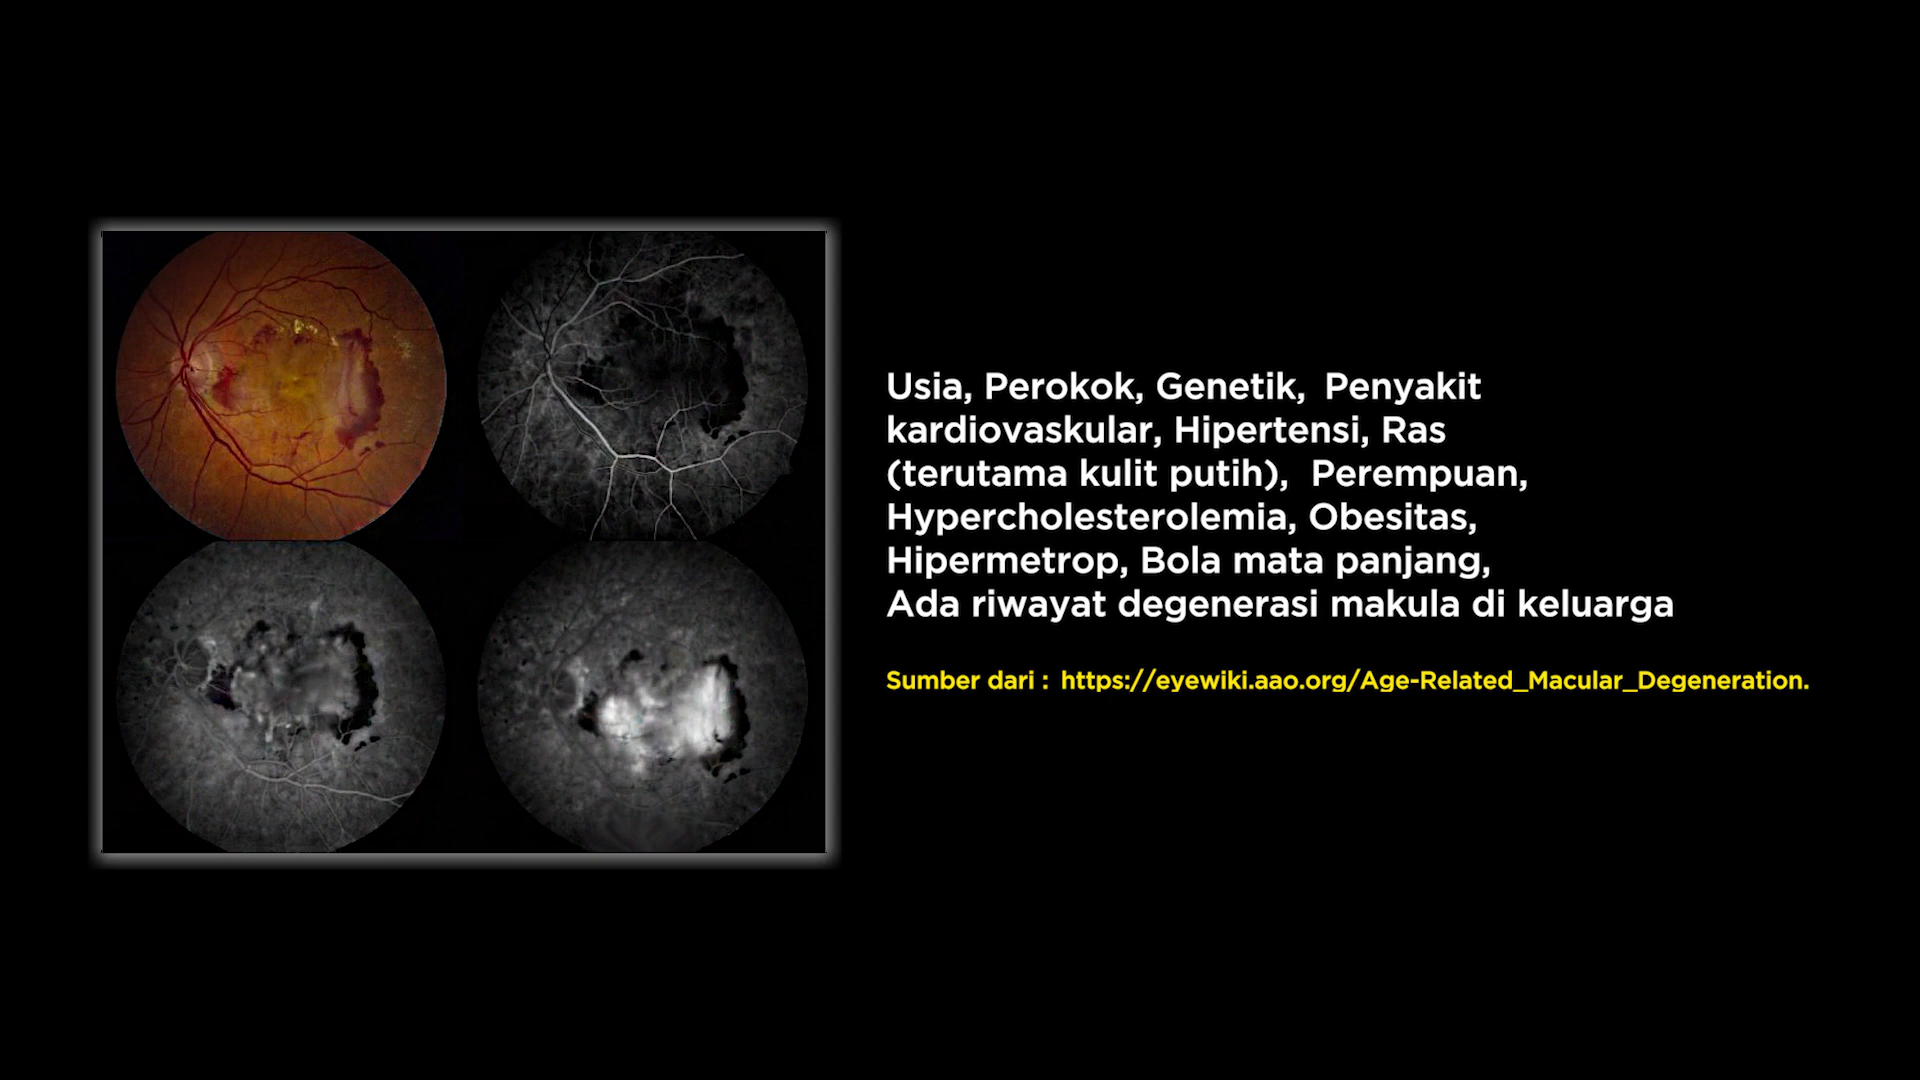 Usia, Perokok, Genetik, Penyakit
kardiovaskular, Hipertensi, Ras
(terutama kulit putih), Perempuan,
Hypercholesterolemia, Obesitas,
Hipermetrop, Bola mata panjang,
Ada riwayat degenerasi makula di keluarga
Sumber dari : https://eyewiki.aao.org/Age-Related_Macular_Degeneration.